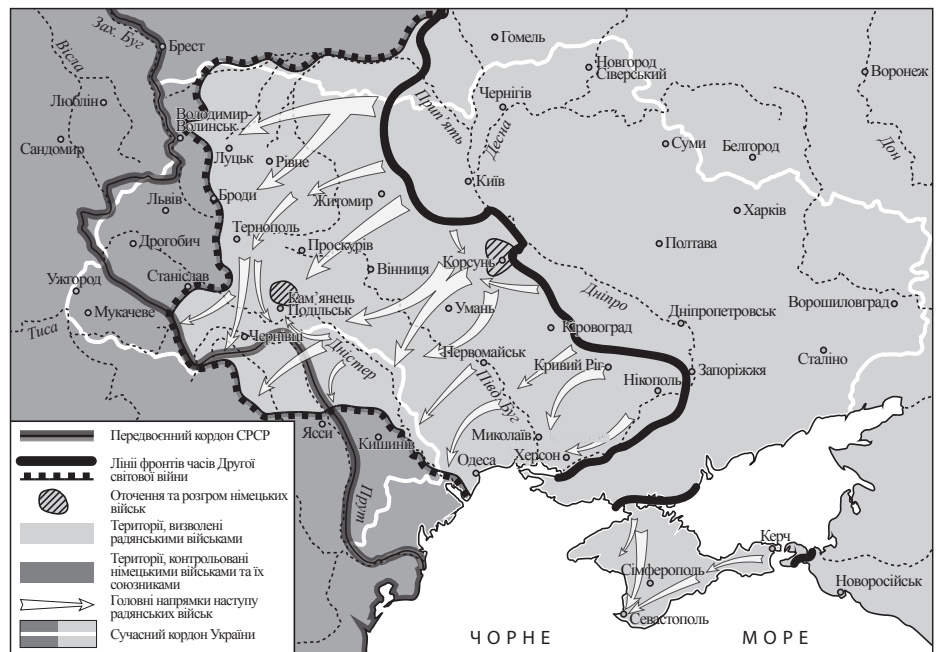 Гомель
Зах. Буг
Брест
Вісла
Новгород
Сіверський
Воронеж
Люблін
Чернігів
Прип’ять
Десна
Володимир-
Волинськ
Дон
Суми
Белгород
Сандомир
Луцьк
Рівне
Київ
Житомир
Броди
Львів
Харків
Тернополь
Дрогобич
Проскурів
Полтава
Корсунь
Вінниця
Ужгород
Станіслав
Кам’янець
Подільськ
Умань
Дніпро
Ворошиловград
Мукачеве
Тиса
Чернівці
Кіровоград
Дніпропетровськ
Дністер
Первомайськ
Сталіно
Кривий Ріг
Нікополь
Запоріжжя
Півд. Буг
Ясси
Кишинів
Миколаїв
Херсон
Одеса
Прут
Керч
Сімферополь
Новоросійськ
Севастополь
ЧОРНЕ МОРЕ
Передвоєнний кордон СРСР
Лінії фронтів часів Другої
світової війни
Оточення та розгром німецьких
військ
Території, визволені
радянськими військами
Території, контрольовані
німецькими військами та їх
союзниками
Головні напрямки наступу
радянських військ
Сучасний кордон України